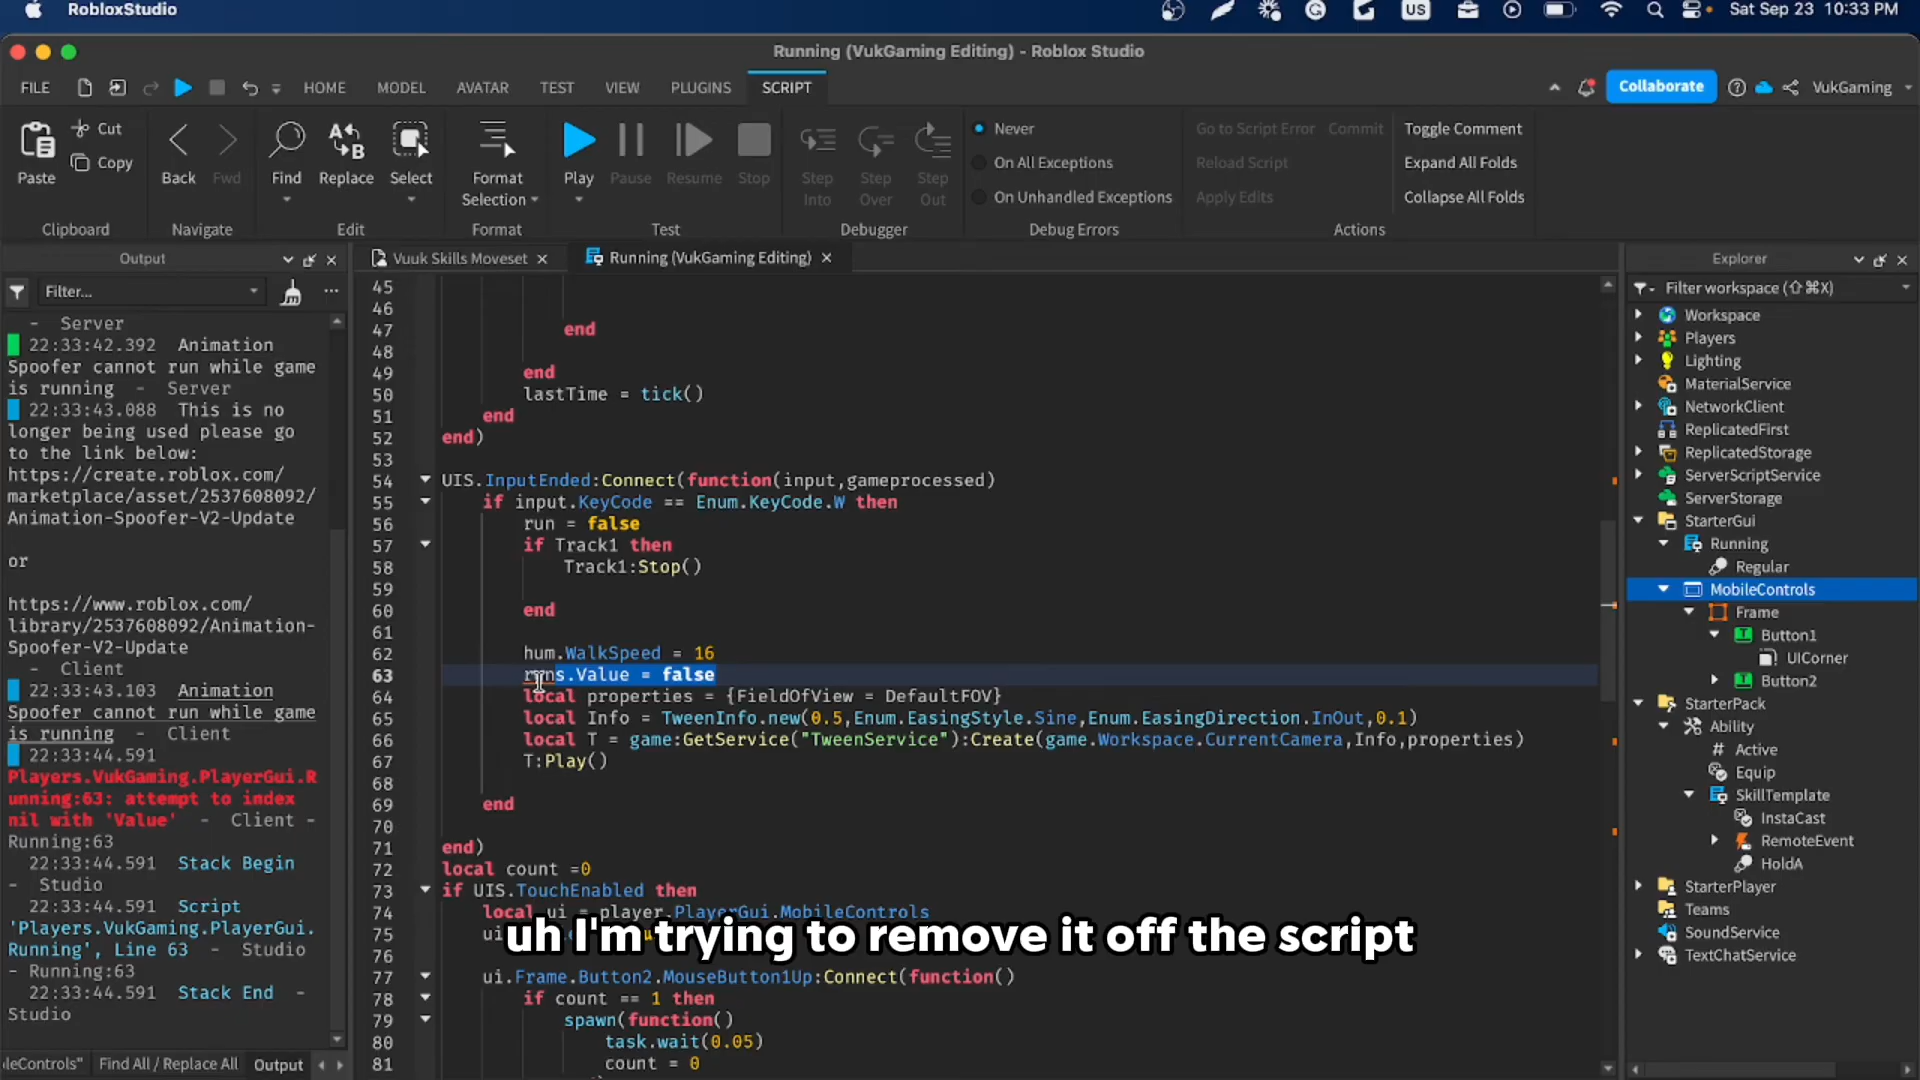 RobloxStudio
US
Sat Sep 23 10:33 PM
Running (VukGaming Editing) - Roblox Studio
FILE HOME MODEL AVATAR TEST VIEW PLUGINS SCRIPT
Collaborate
VukGaming
Paste
Cut
Copy
Clipboard
Back
Fwd
Navigate
Find
Replace
Select
Edit
Format
Selection
Format
Play
Pause
Resume
Stop
Test
Step
Into
Step
Over
Step
Out
Debugger
Never
On All Exceptions
On Unhandled Exceptions
Debug Errors
Go to Script Error
Commit
Reload Script
Apply Edits
Toggle Comment
Expand All Folds
Collapse All Folds
Actions
Output
Filter...
- Server
22:33:42.392 Animation
Spoofer cannot run while game
is running - Server
22:33:43.088 This is no
longer being used please go
to the link below:
https://create.roblox.com/
marketplace/asset/2537608092/
Animation-Spoofer-V2-Update
or
https://www.roblox.com/
library/2537608092/Animation-
Spoofer-V2-Update
- Client
22:33:43.103 Animation
Spoofer cannot run while game
is running - Client
22:33:44.591
Players.VukGaming.PlayerGui.R
unning:63: attempt to index
nil with 'Value' - Client -
Running:63
22:33:44.591 Stack Begin
- Studio
22:33:44.591 Script
'Players.VukGaming.PlayerGui.
Running', Line 63 - Studio
- Running:63
22:33:44.591 Stack End -
Studio
leControls"
Find All / Replace All
Output
Vuuk Skills Moveset
Running (VukGaming Editing)
45
46
47 end
48
49 end
50 lastTime = tick()
51 end
52 end)
53
54 UIS.InputEnded:Connect(function(input,gameprocessed)
55 if input.KeyCode == Enum.KeyCode.W then
56 run = false
57 if Track1 then
58 Track1:Stop()
59
60 end
61
62 hum.WalkSpeed = 16
63 runs.Value = false
64 local properties = {FieldOfView = DefaultFOV}
65 local Info = TweenInfo.new(0.5,Enum.EasingStyle.Sine,Enum.EasingDirection.InOut,0.1)
66 local T = game:GetService("TweenService"):Create(game.Workspace.CurrentCamera,Info,properties)
67 T:Play()
68
69 end
70
71 end)
72 local count =0
73 if UIS.TouchEnabled then
74 local ui = player.PlayerGui.MobileControls
75 ui
76
77 ui.Frame.Button2.MouseButton1Up:Connect(function()
78 if count == 1 then
79 spawn(function()
80 task.wait(0.05)
81 count = 0
uh I'm trying to remove it off the script
Explorer
Filter workspace (⇧⌘X)
Workspace
Players
Lighting
MaterialService
NetworkClient
ReplicatedFirst
ReplicatedStorage
ServerScriptService
ServerStorage
StarterGui
Running
Regular
MobileControls
Frame
Button1
UICorner
Button2
StarterPack
Ability
Active
Equip
SkillTemplate
InstaCast
RemoteEvent
HoldA
StarterPlayer
Teams
SoundService
TextChatService